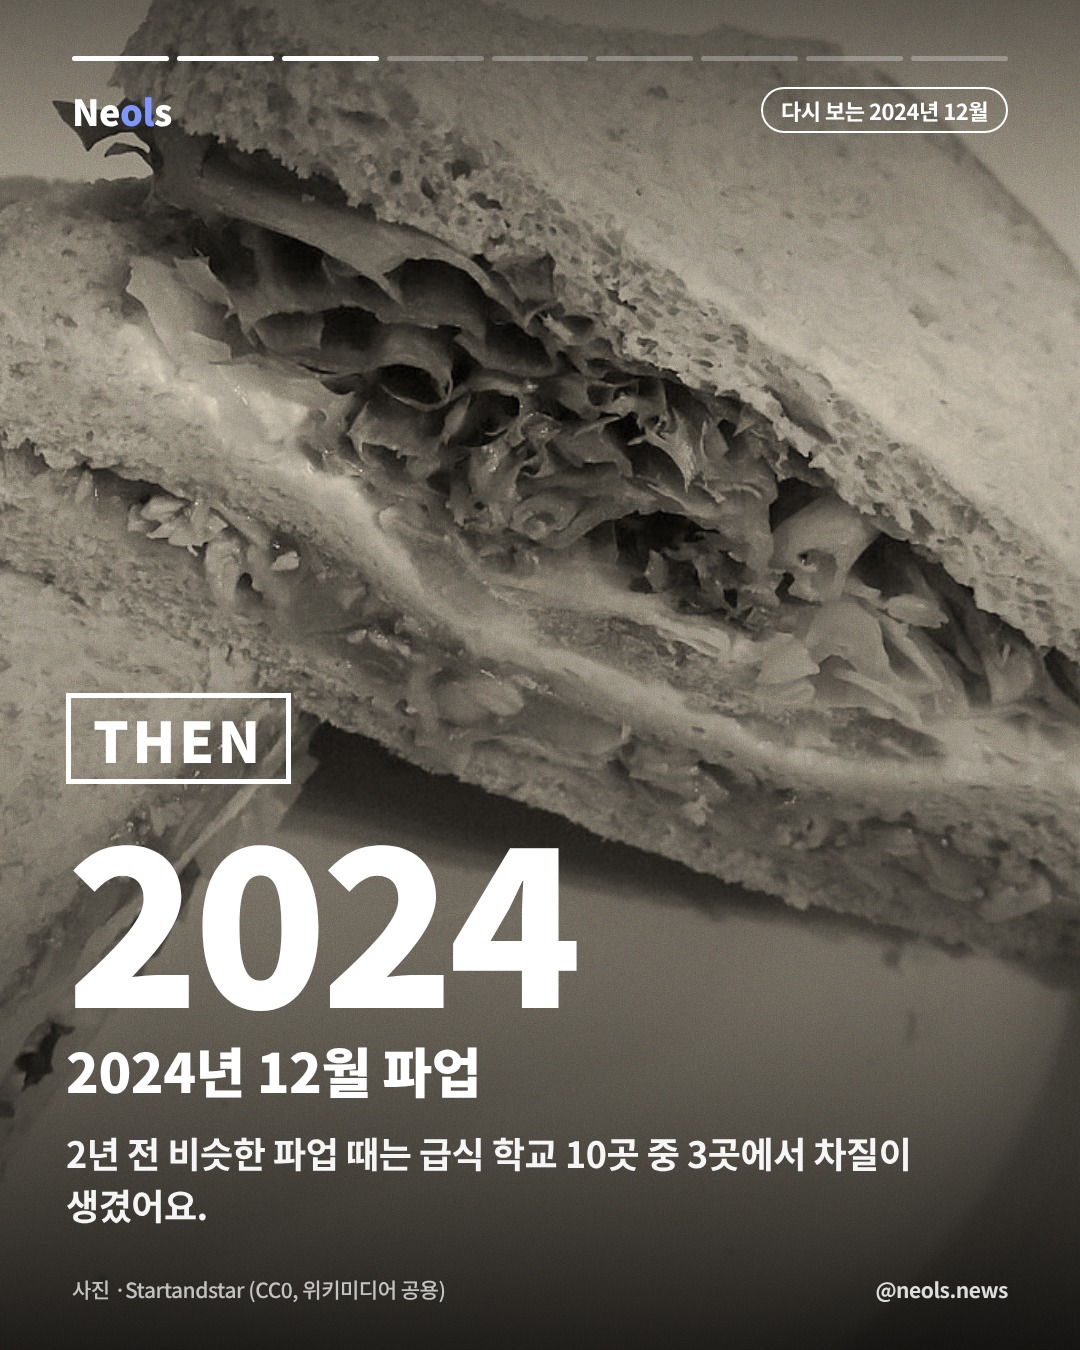 Neols
다시 보는 2024년 12월
THEN
2024
2024년 12월 파업
2년 전 비슷한 파업 때는 급식 학교 10곳 중 3곳에서 차질이
생겼어요.
사진 · Startandstar (CC0, 위키미디어 공용)
@neols.news